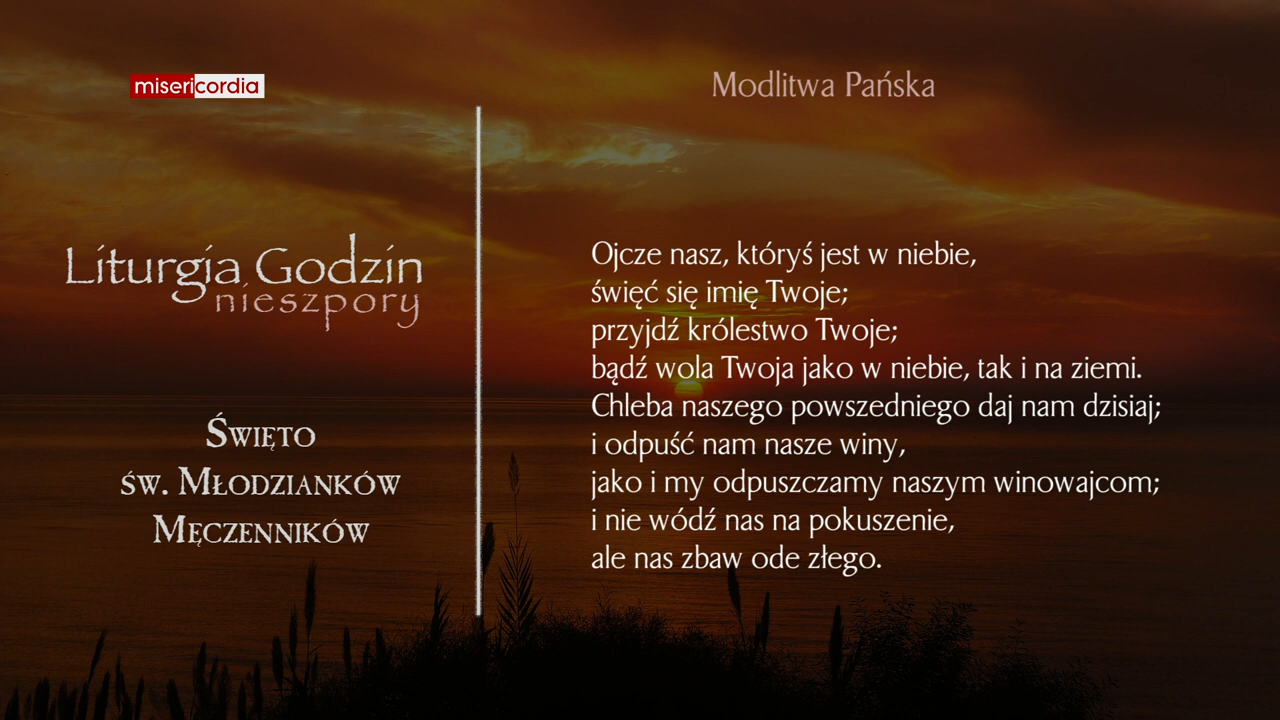 misericordia
Liturgia Godzin
nieszpory
Święto
św. Młodzianków
Męczenników
Modlitwa Pańska
Ojcze nasz, któryś jest w niebie,
święć się imię Twoje;
przyjdź królestwo Twoje;
bądź wola Twoja jako w niebie, tak i na ziemi.
Chleba naszego powszedniego daj nam dzisiaj;
i odpuść nam nasze winy,
jako i my odpuszczamy naszym winowajcom;
i nie wódź nas na pokuszenie,
ale nas zbaw ode złego.